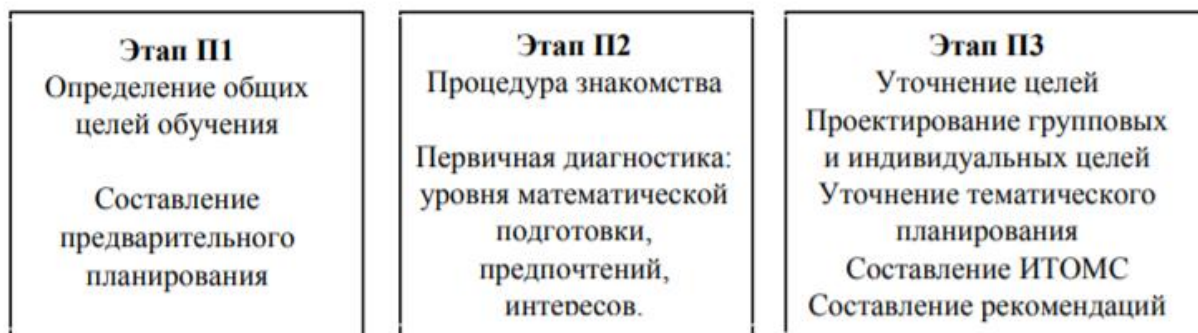 Этап П1
Определение общих
целей обучения
Составление
предварительного
планирования
Этап П2
Процедура знакомства
Первичная диагностика:
уровня математической
подготовки,
предпочтений,
интересов.
Этап П3
Уточнение целей
Проектирование групповых
и индивидуальных целей
Уточнение тематического
планирования
Составление ИТОМС
Составление рекомендаций